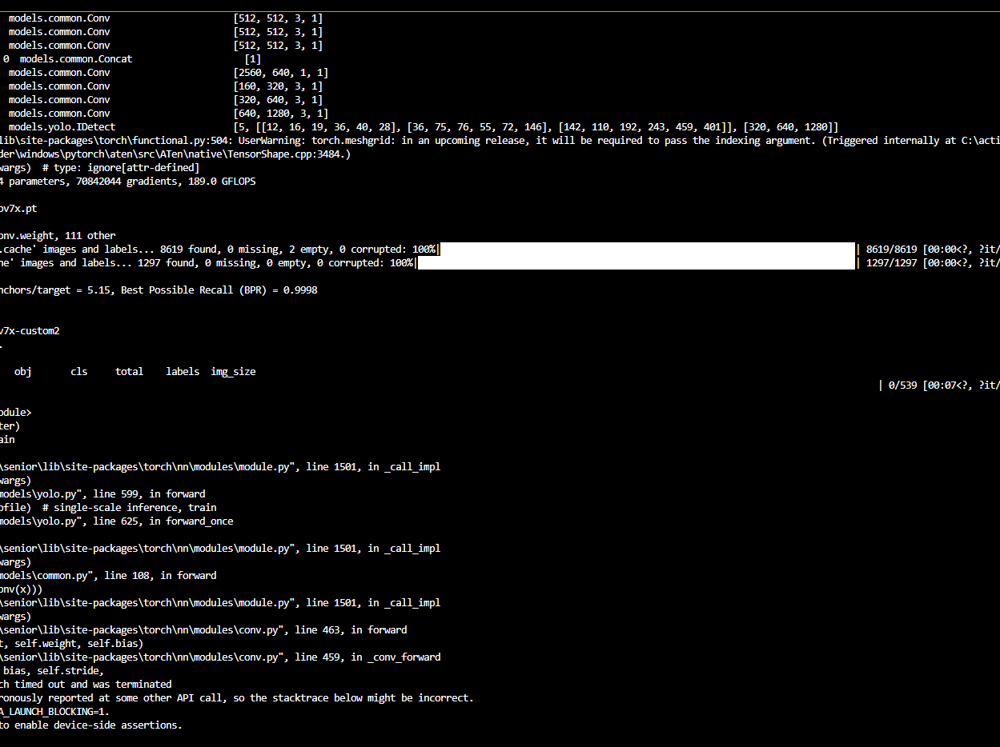 models.common.Conv [512, 512, 3, 1]
models.common.Conv [512, 512, 3, 1]
models.common.Conv [512, 512, 3, 1]
0 models.common.Concat [1]
models.common.Conv [2560, 640, 1, 1]
models.common.Conv [160, 320, 3, 1]
models.common.Conv [320, 640, 3, 1]
models.common.Conv [640, 1280, 3, 1]
models.yolo.IDetect [5, [[12, 16, 19, 36, 40, 28], [36, 75, 76, 55, 72, 146], [142, 110, 192, 243, 459, 401]], [320, 640, 1280]]
lib\site-packages\torch\functional.py:504: UserWarning: torch.meshgrid: in an upcoming release, it will be required to pass the indexing argument. (Triggered internally at C:\acti
der\windows\pytorch\aten\src\ATen\native\TensorShape.cpp:3484.)
wargs) # type: ignore[attr-defined]
4 parameters, 70842044 gradients, 189.0 GFLOPS
ov7x.pt
onv.weight, 111 other
.cache' images and labels... 8619 found, 0 missing, 2 empty, 0 corrupted: 100%| | 8619/8619 [00:00<?, ?it/
he' images and labels... 1297 found, 0 missing, 0 empty, 0 corrupted: 100%| | 1297/1297 [00:00<?, ?it/
nchors/target = 5.15, Best Possible Recall (BPR) = 0.9998
v7x-custom2
.
obj cls total labels img_size
| 0/539 [00:07<?, ?it/
odule>
ter)
ain
\senior\lib\site-packages\torch\nn\modules\module.py", line 1501, in _call_impl
wargs)
models\yolo.py", line 599, in forward
ofile) # single-scale inference, train
models\yolo.py", line 625, in forward_once
\senior\lib\site-packages\torch\nn\modules\module.py", line 1501, in _call_impl
wargs)
models\common.py", line 108, in forward
onv(x)))
\senior\lib\site-packages\torch\nn\modules\module.py", line 1501, in _call_impl
wargs)
\senior\lib\site-packages\torch\nn\modules\conv.py", line 463, in forward
t, self.weight, self.bias)
\senior\lib\site-packages\torch\nn\modules\conv.py", line 459, in _conv_forward
bias, self.stride,
ch timed out and was terminated
ronously reported at some other API call, so the stacktrace below might be incorrect.
A_LAUNCH_BLOCKING=1.
to enable device-side assertions.